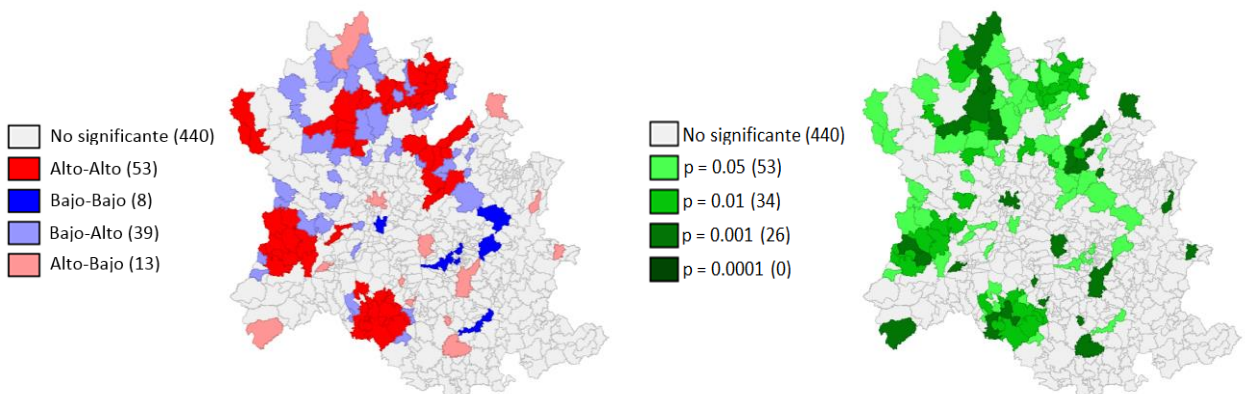 No significante (440)
Alto-Alto (53)
Bajo-Bajo (8)
Bajo-Alto (39)
Alto-Bajo (13)
No significante (440)
p = 0.05 (53)
p = 0.01 (34)
p = 0.001 (26)
p = 0.0001 (0)